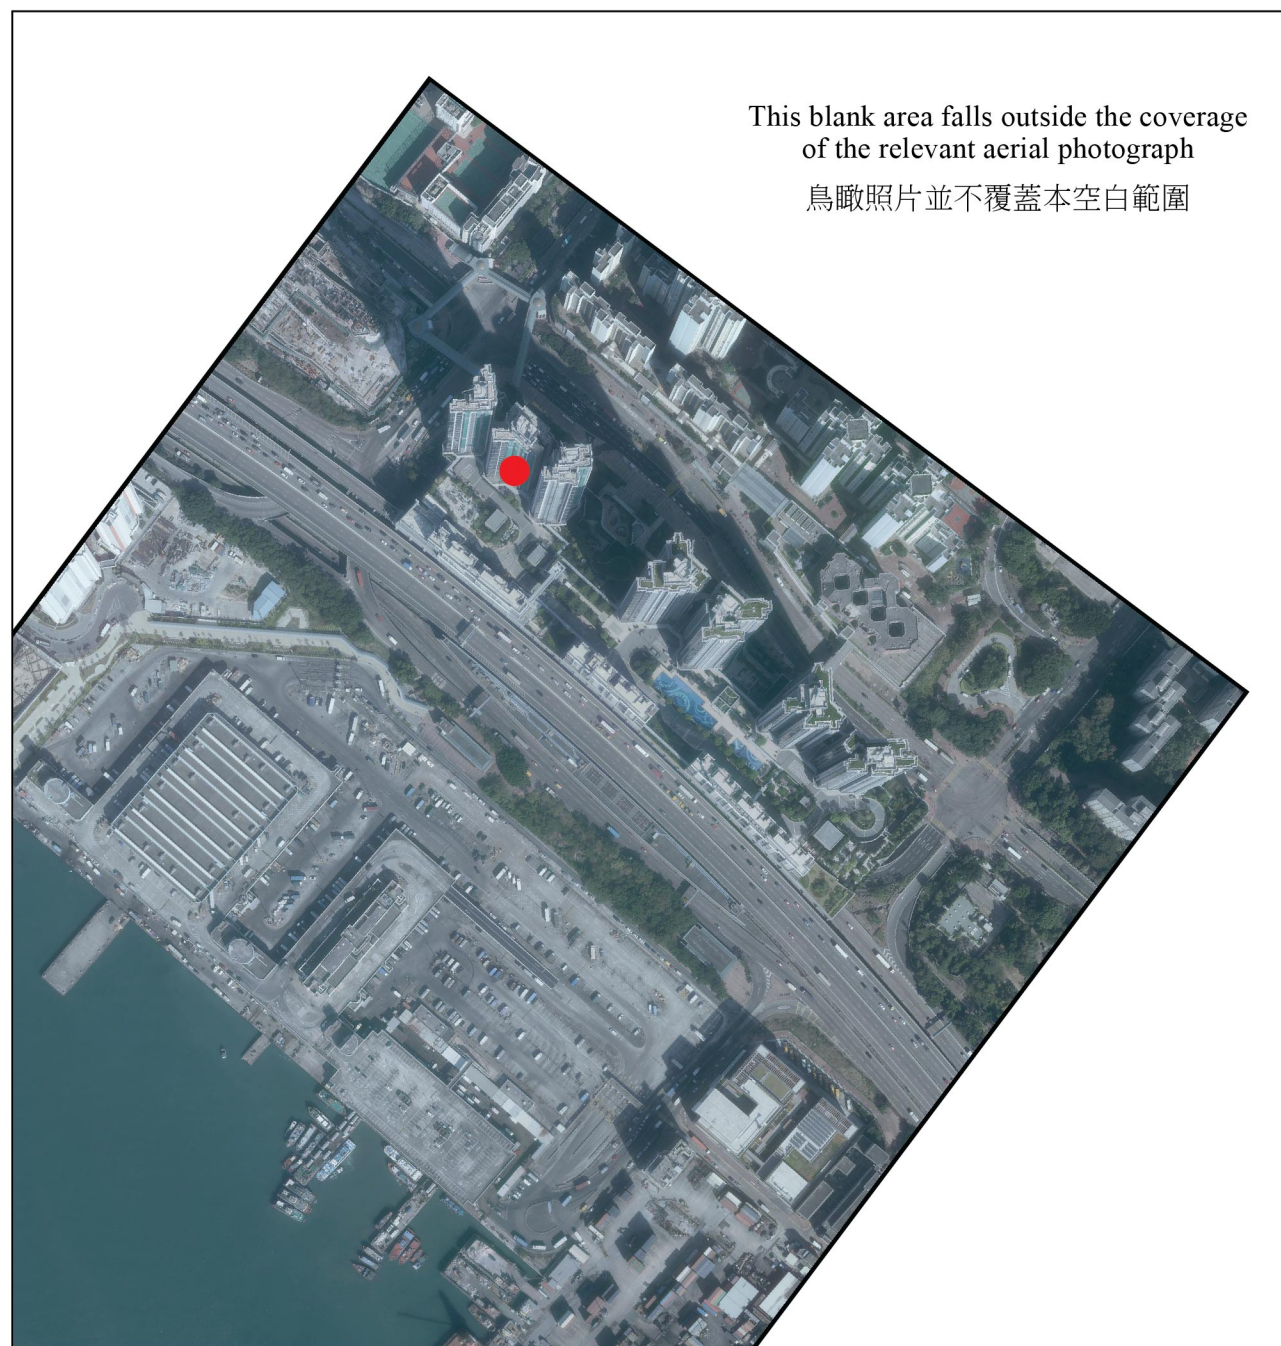 This blank area falls outside the coverage
of the relevant aerial photograph
鳥瞰照片並不覆蓋本空白範圍